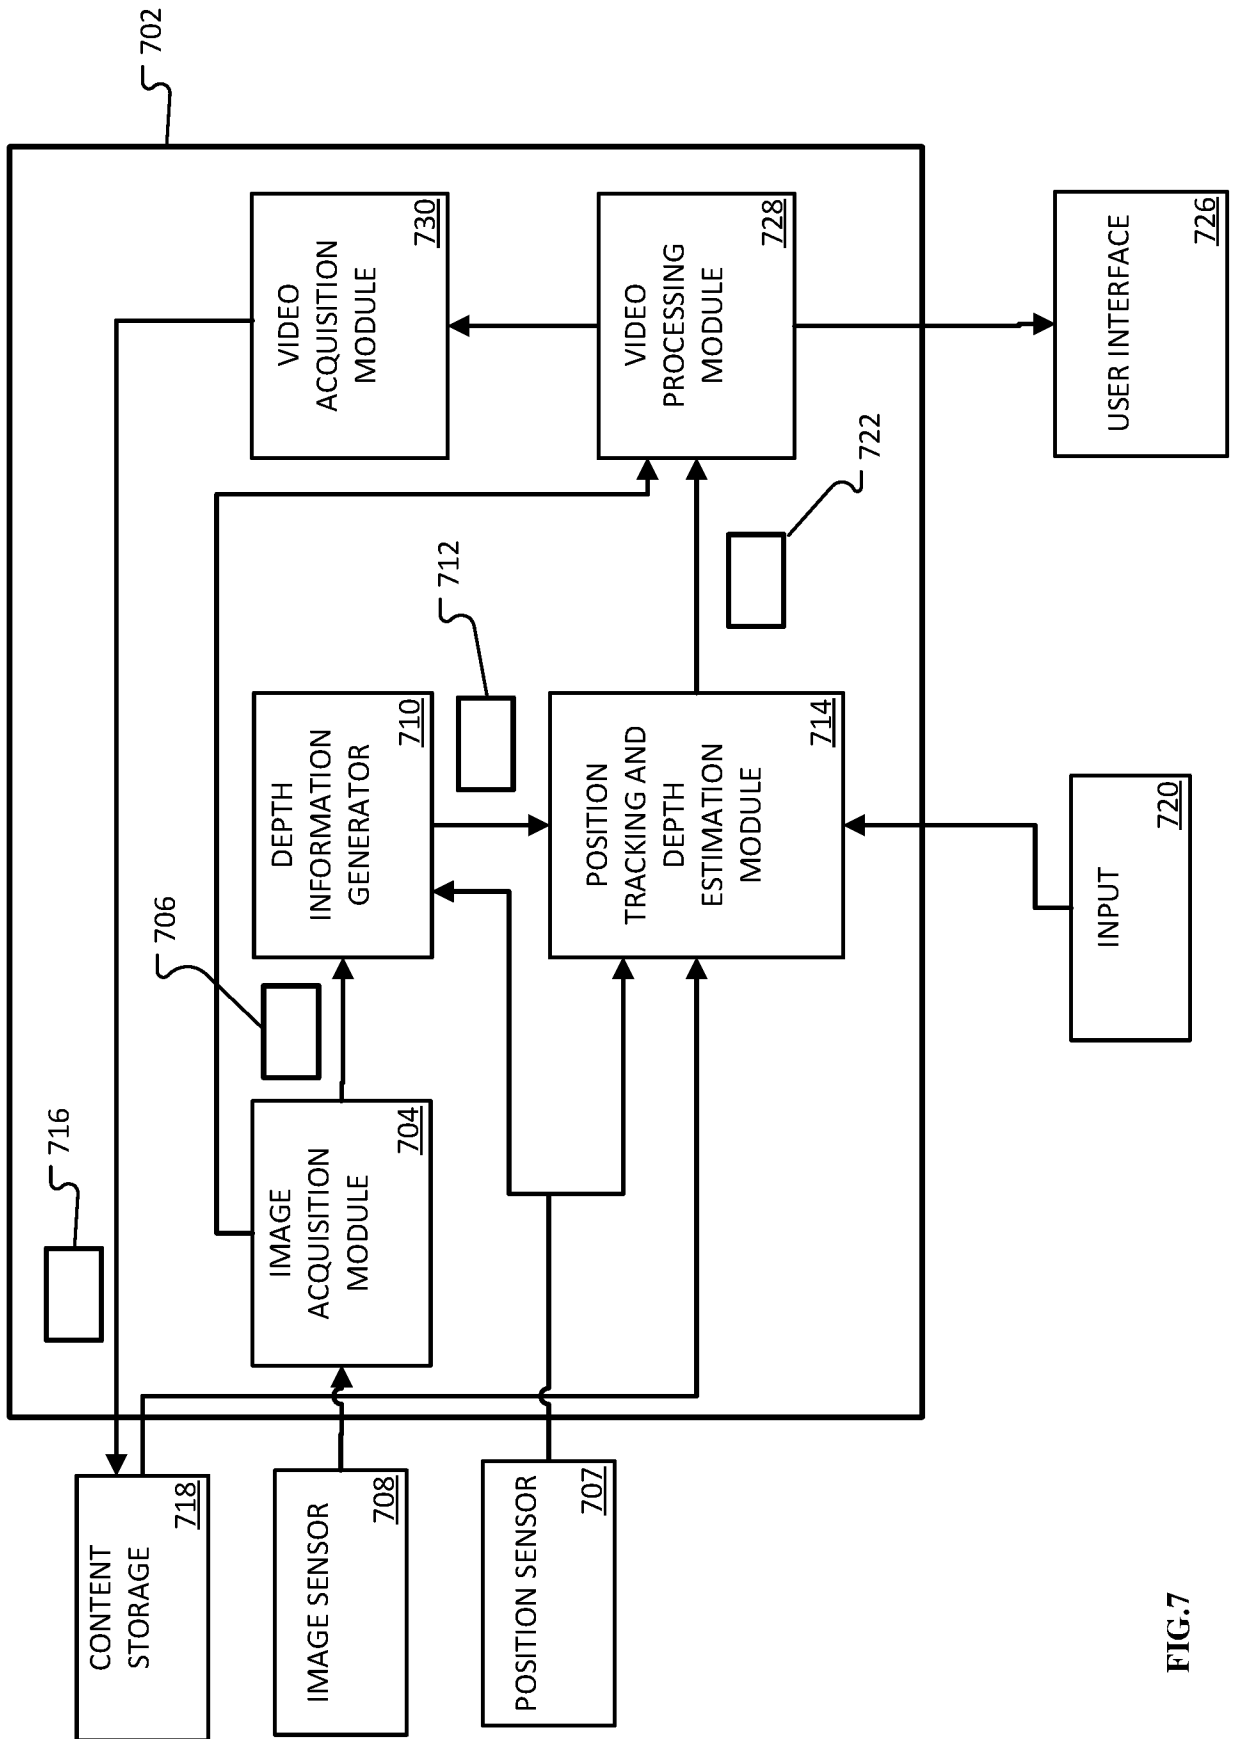 702
716
706
712
722
CONTENT
STORAGE
718
IMAGE SENSOR
708
POSITION SENSOR
707
IMAGE
ACQUISITION
MODULE
704
DEPTH
INFORMATION
GENERATOR
710
POSITION
TRACKING AND
DEPTH
ESTIMATION
MODULE
714
VIDEO
ACQUISITION
MODULE
730
VIDEO
PROCESSING
MODULE
728
INPUT
720
USER INTERFACE
726
FIG.7